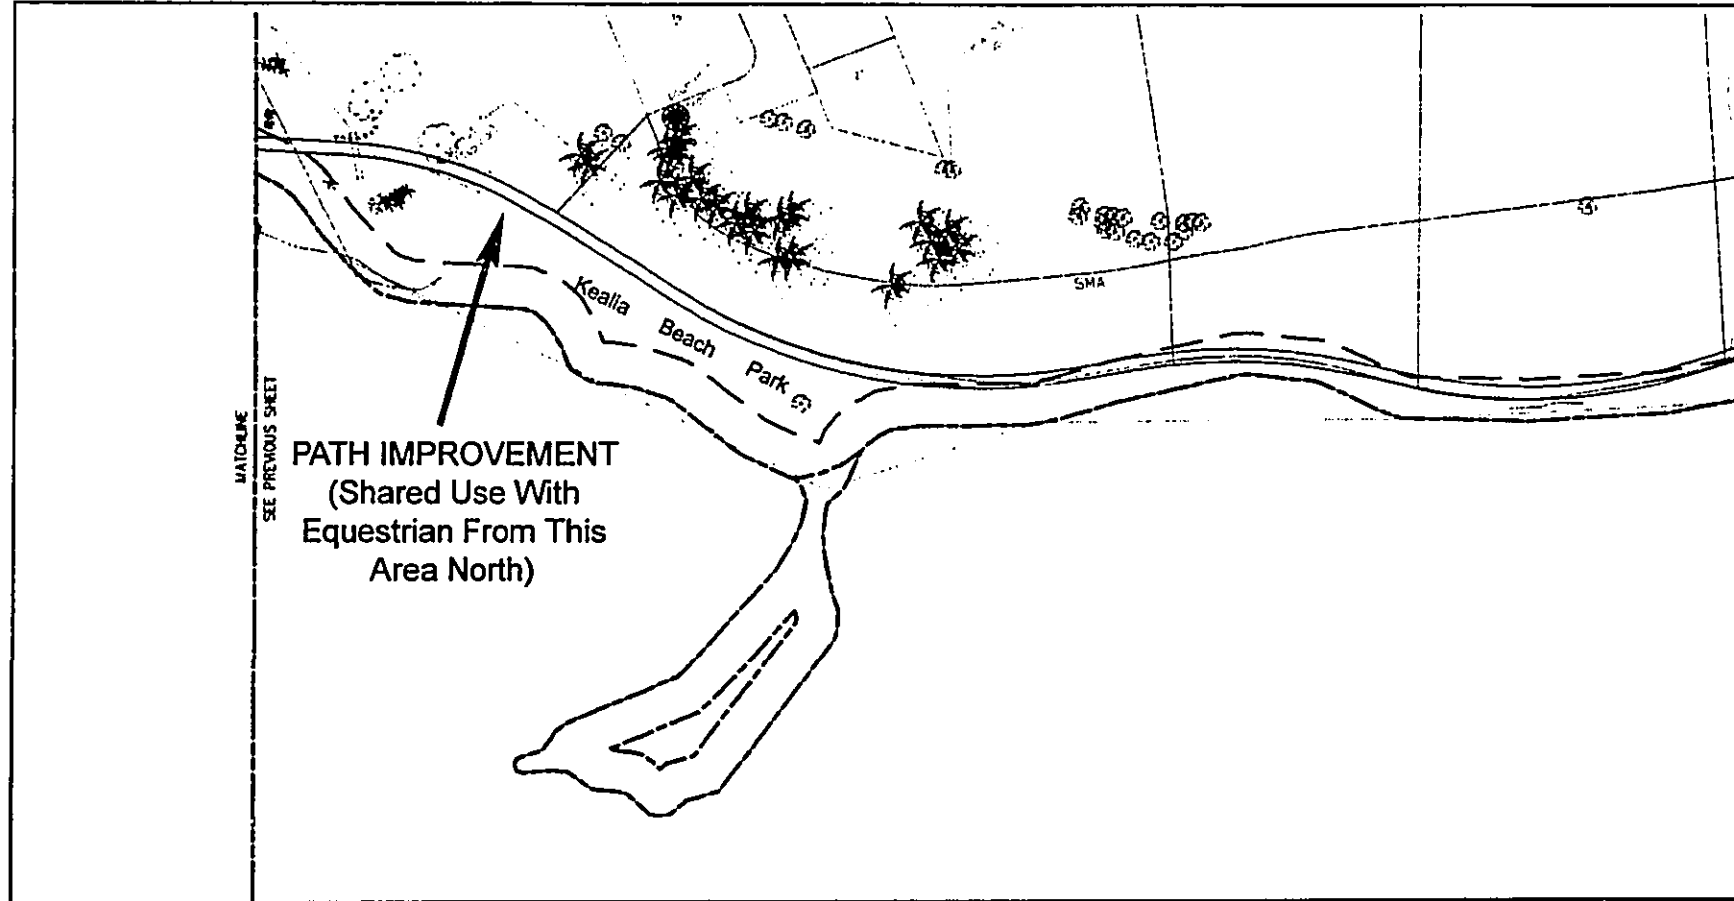 SMA
Kealia
Beach
Park
MATCHLINE
SEE PREVIOUS SHEET
PATH IMPROVEMENT
(Shared Use With
Equestrian From This
Area North)